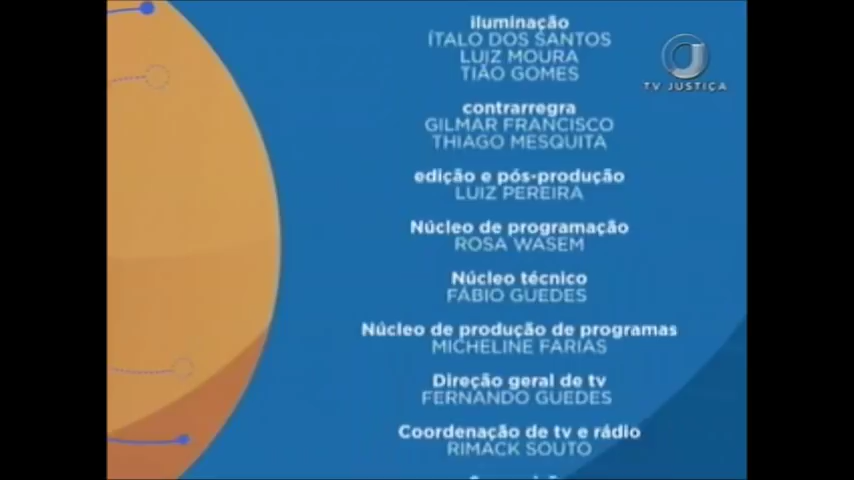 iluminação
ÍTALO DOS SANTOS
LUIZ MOURA
TIÃO GOMES
TV JUSTIÇA
contrarregra
GILMAR FRANCISCO
THIAGO MESQUITA
edição e pós-produção
LUIZ PEREIRA
Núcleo de programação
ROSA WASEM
Núcleo técnico
FÁBIO GUEDES
Núcleo de produção de programas
MICHELINE FARIAS
Direção geral de tv
FERNANDO GUEDES
Coordenação de tv e rádio
RIMACK SOUTO